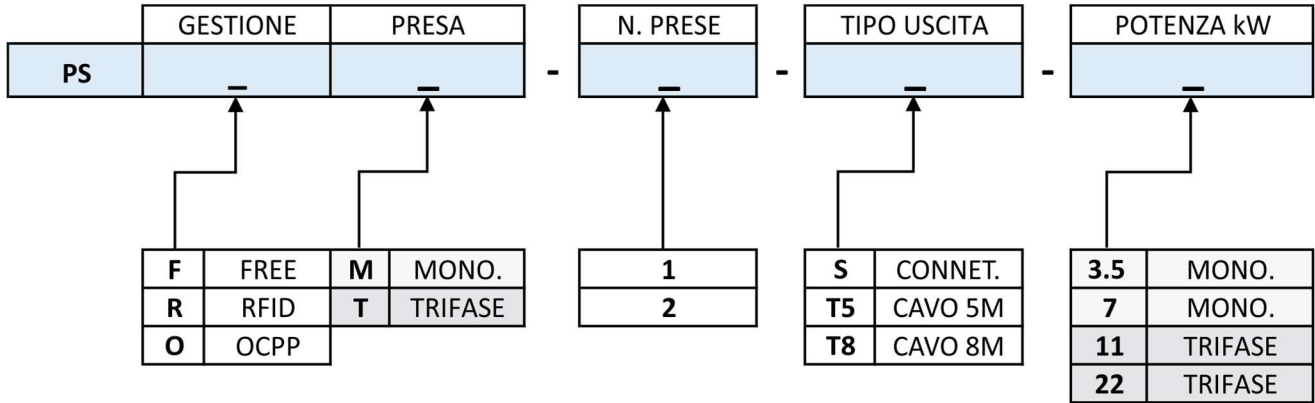 GESTIONE PRESA N. PRESE TIPO USCITA POTENZA kW
PS _ _ - _ - _ - _
F FREE M MONO. 1 S CONNET. 3.5 MONO.
R RFID T TRIFASE 2 T5 CAVO 5M 7 MONO.
O OCPP T8 CAVO 8M 11 TRIFASE
22 TRIFASE